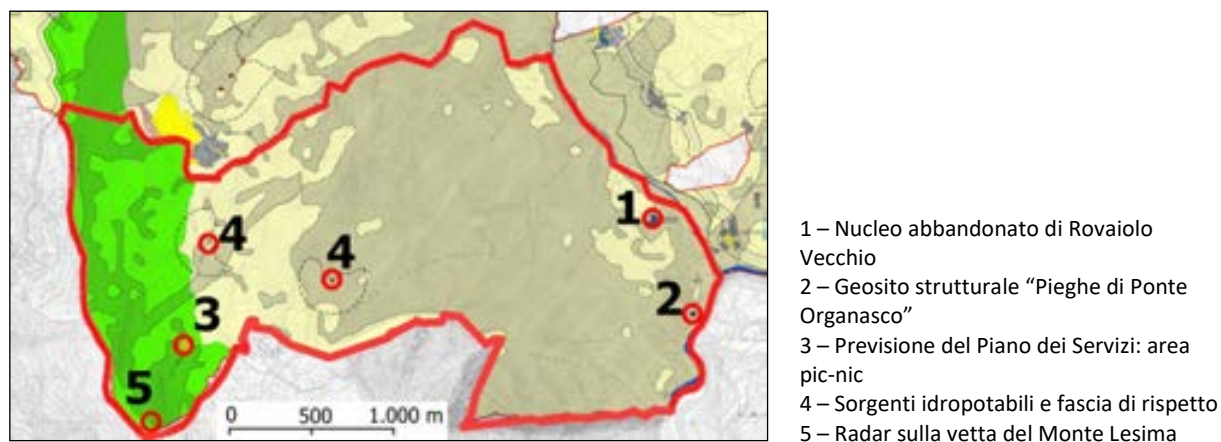 4
4
1
2
3
5
0 500 1.000 m
1 – Nucleo abbandonato di Rovaiolo
Vecchio
2 – Geosito strutturale “Pieghe di Ponte
Organasco”
3 – Previsione del Piano dei Servizi: area
pic-nic
4 – Sorgenti idropotabili e fascia di rispetto
5 – Radar sulla vetta del Monte Lesima